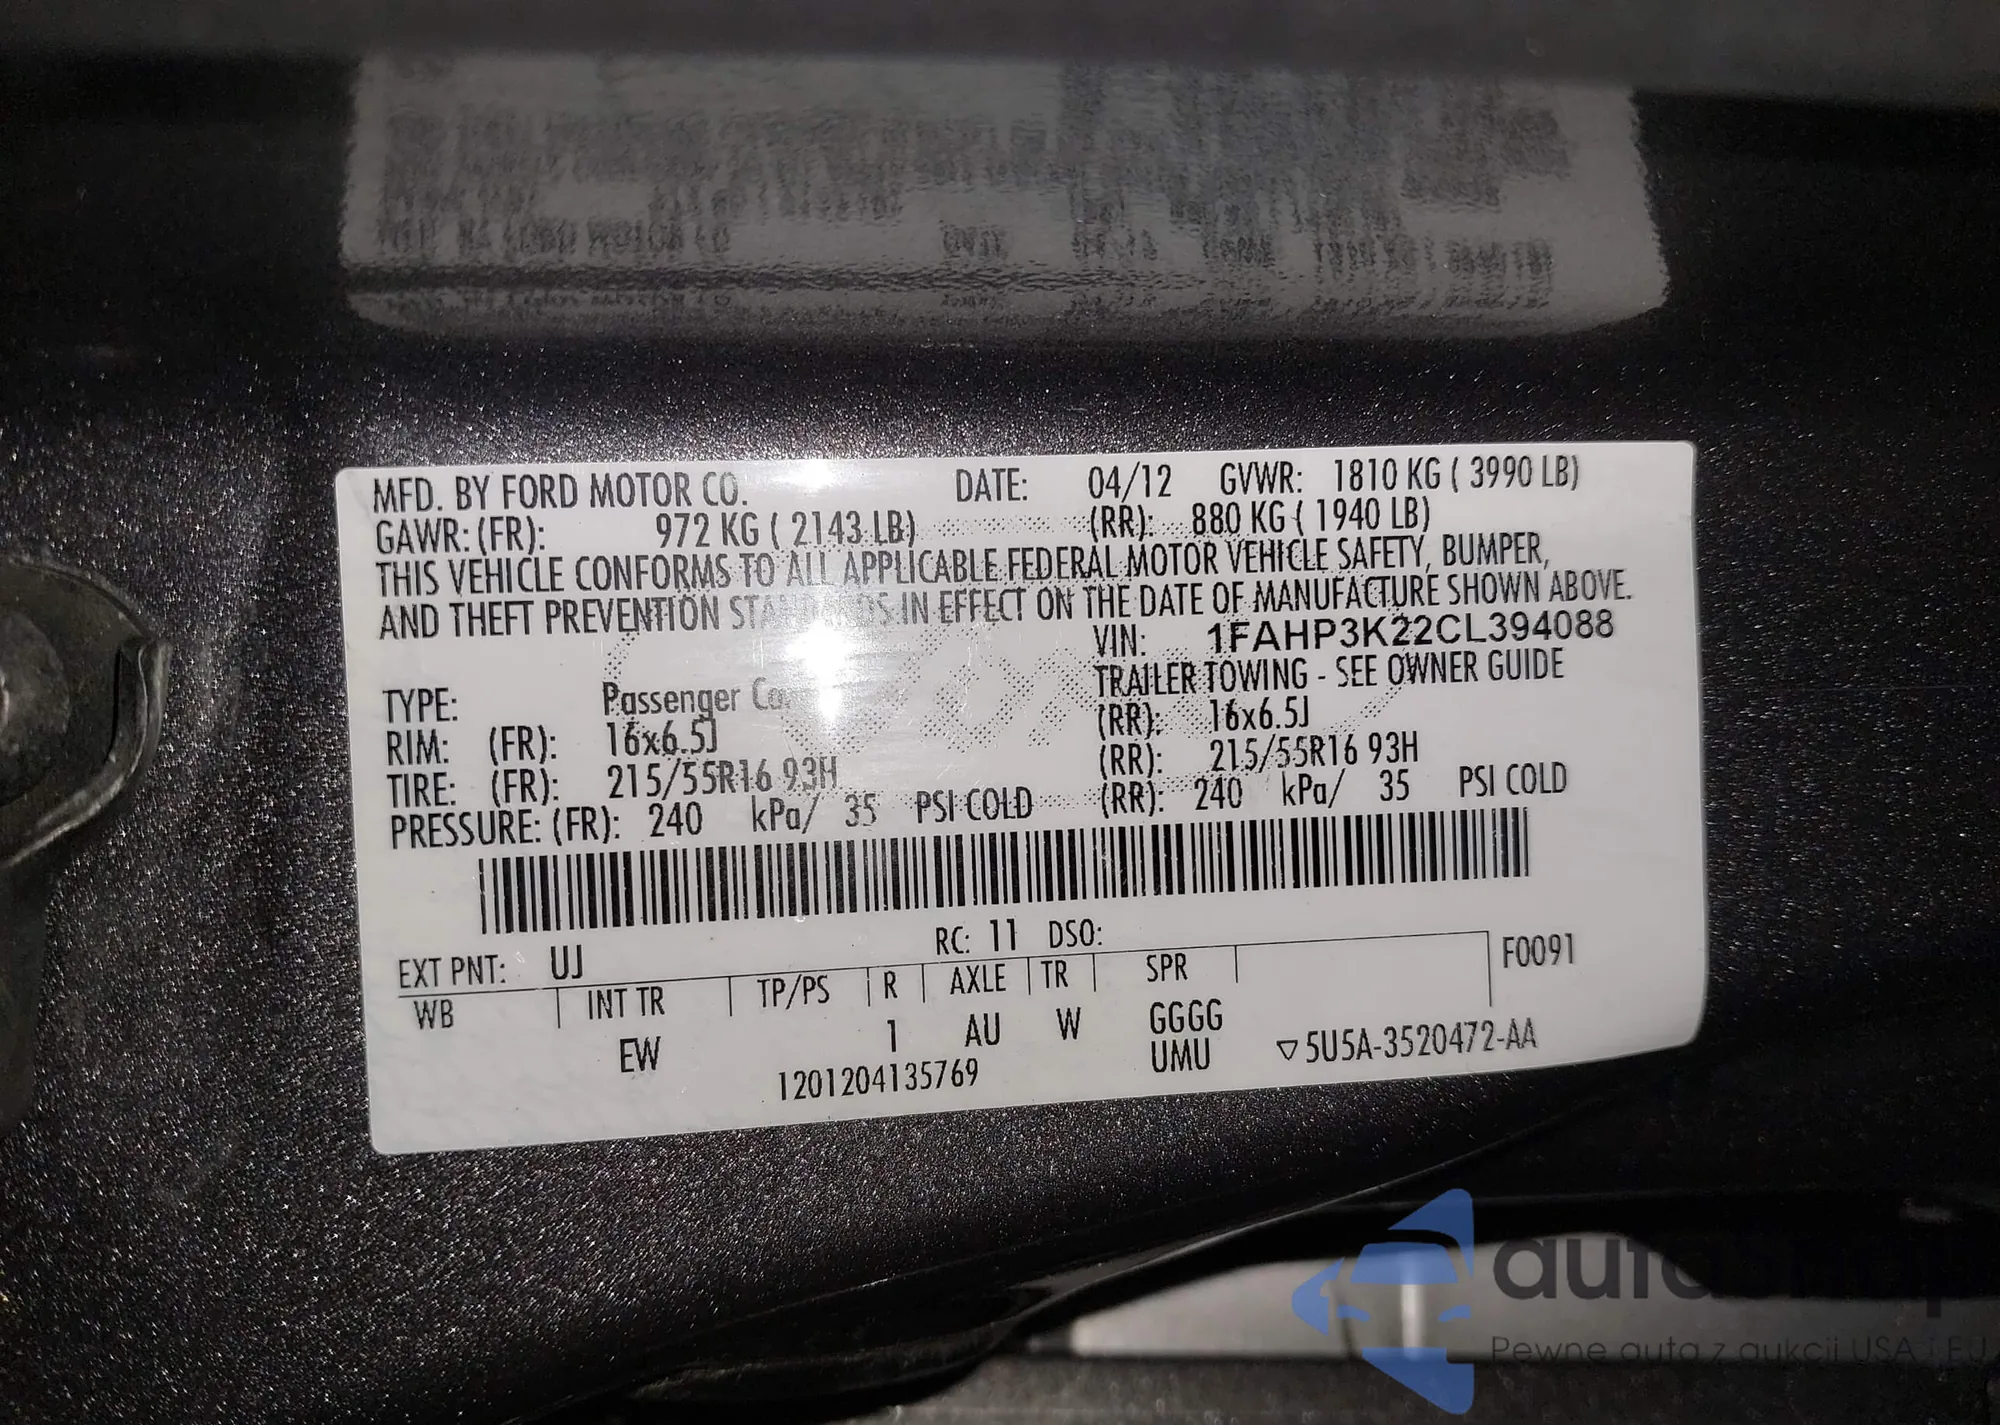 MFD. BY FORD MOTOR CO. DATE: 04/12 GVWR: 1810 KG ( 3990 LB)
GAWR: (FR): 972 KG ( 2143 LB) (RR): 880 KG ( 1940 LB)
THIS VEHICLE CONFORMS TO ALL APPLICABLE FEDERAL MOTOR VEHICLE SAFETY, BUMPER,
AND THEFT PREVENTION STANDARDS IN EFFECT ON THE DATE OF MANUFACTURE SHOWN ABOVE.
VIN: 1FAHP3K22CL394088
TYPE: Passenger TRAILER TOWING - SEE OWNER GUIDE
RIM: (FR): 16x6.5J (RR): 16x6.5J
TIRE: (FR): 215/55R16 93H (RR): 215/55R16 93H
PRESSURE: (FR): 240 kPa/ 35 PSI COLD (RR): 240 kPa/ 35 PSI COLD
EXT PNT: UJ RC: 11 DSO: F0091
WB INT TR TP/PS R AXLE TR SPR
EW 1 AU W GGGG
UMU ▽5U5A-3520472-AA
1201204135769
Pewne auta z aukcji USA i EU